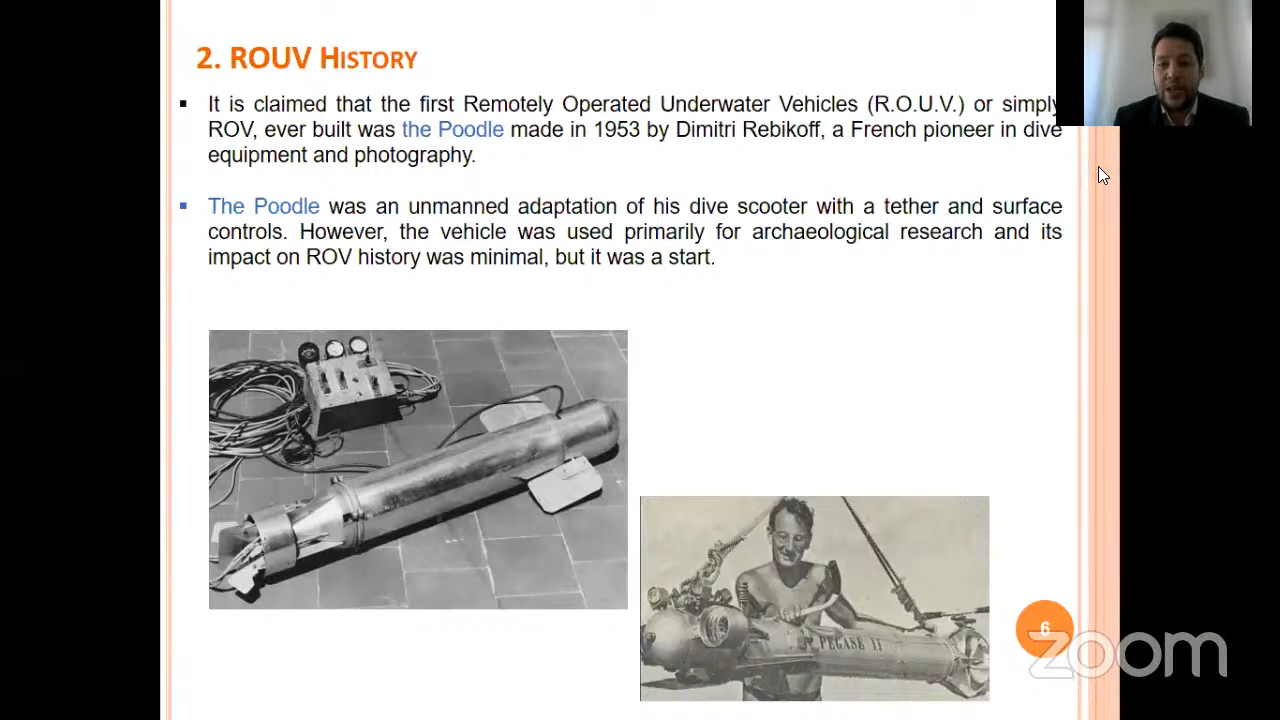 2. ROUV HISTORY
▪ It is claimed that the first Remotely Operated Underwater Vehicles (R.O.U.V.) or simply
ROV, ever built was the Poodle made in 1953 by Dimitri Rebikoff, a French pioneer in dive
equipment and photography.
▪ The Poodle was an unmanned adaptation of his dive scooter with a tether and surface
controls. However, the vehicle was used primarily for archaeological research and its
impact on ROV history was minimal, but it was a start.
PEGASE II
6
zoom